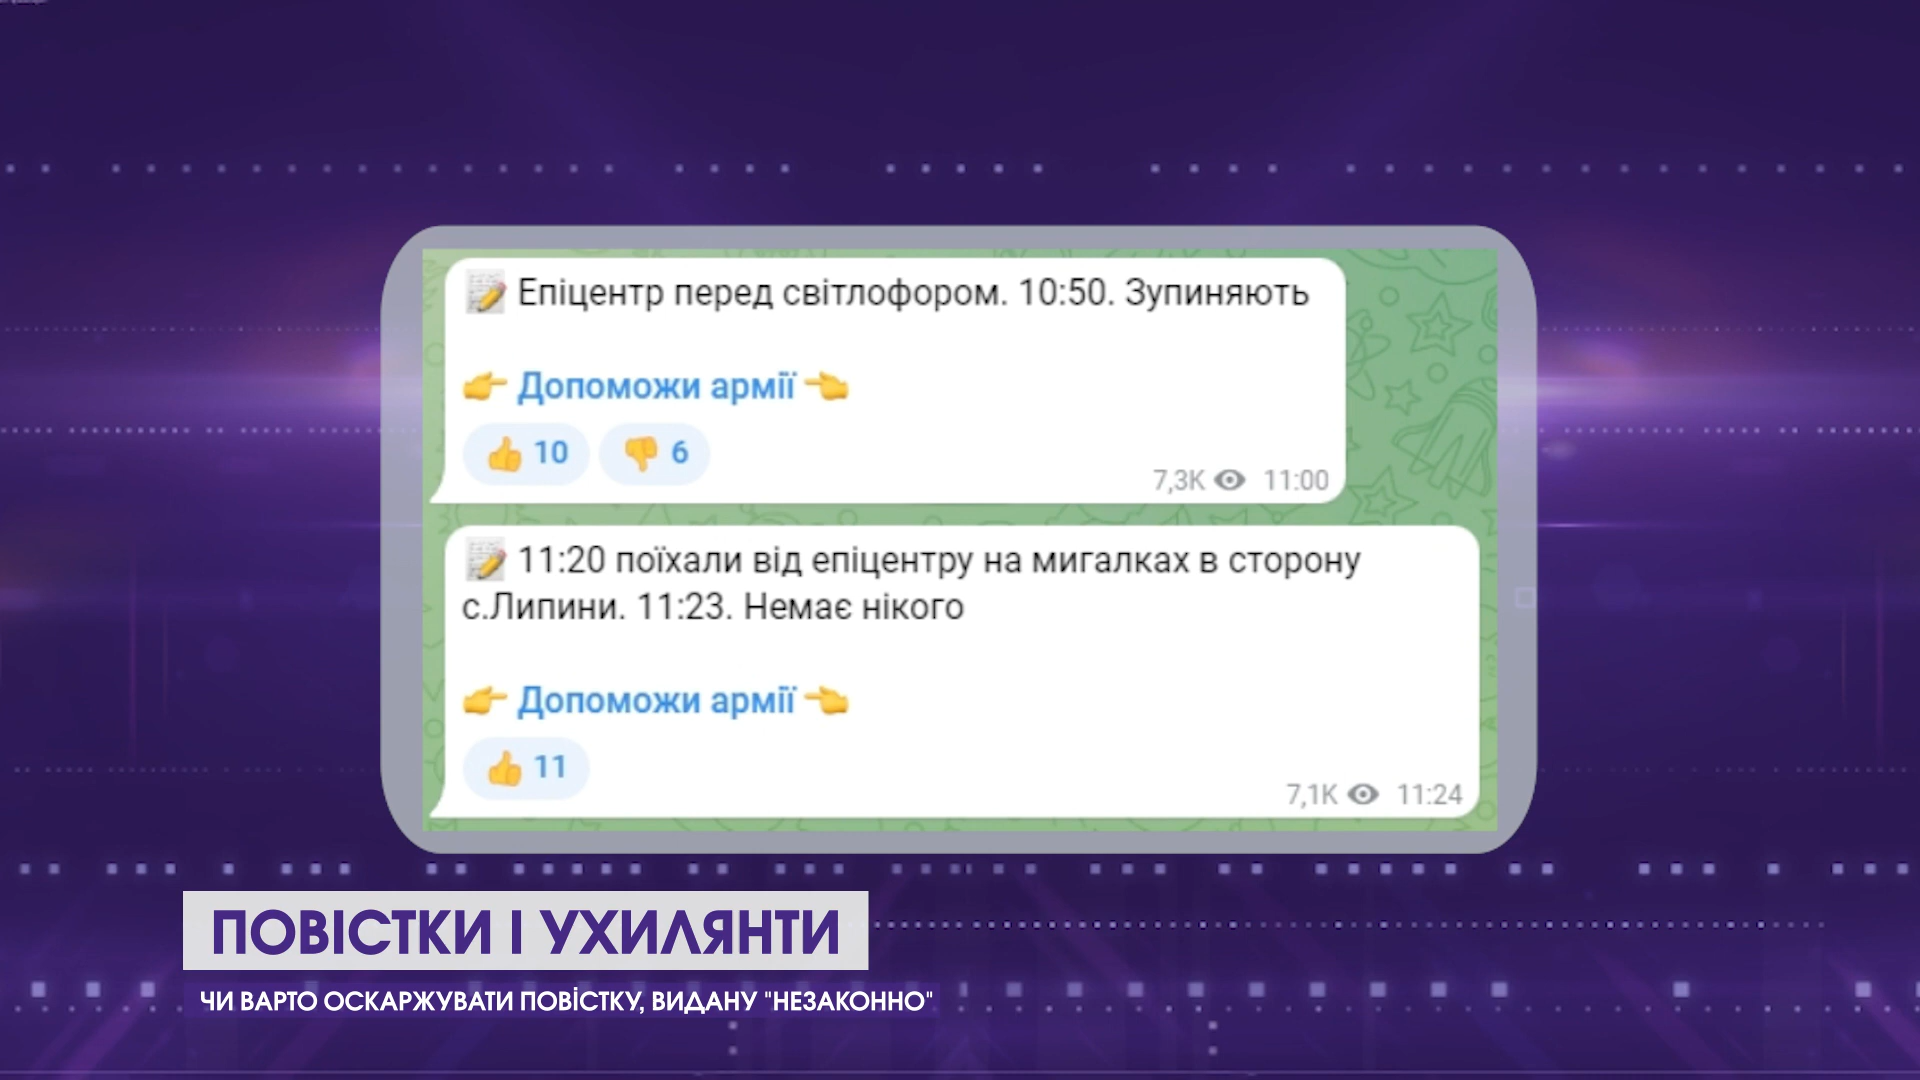 📝 Епіцентр перед світлофором. 10:50. Зупиняють
👉 Допоможи армії 👈
👍 10 👎 6
7,3K 11:00
📝 11:20 поїхали від епіцентру на мигалках в сторону
с.Липини. 11:23. Немає нікого
👉 Допоможи армії 👈
👍 11
7,1K 11:24
ПОВІСТКИ І УХИЛЯНТИ
ЧИ ВАРТО ОСКАРЖУВАТИ ПОВІСТКУ, ВИДАНУ "НЕЗАКОННО"